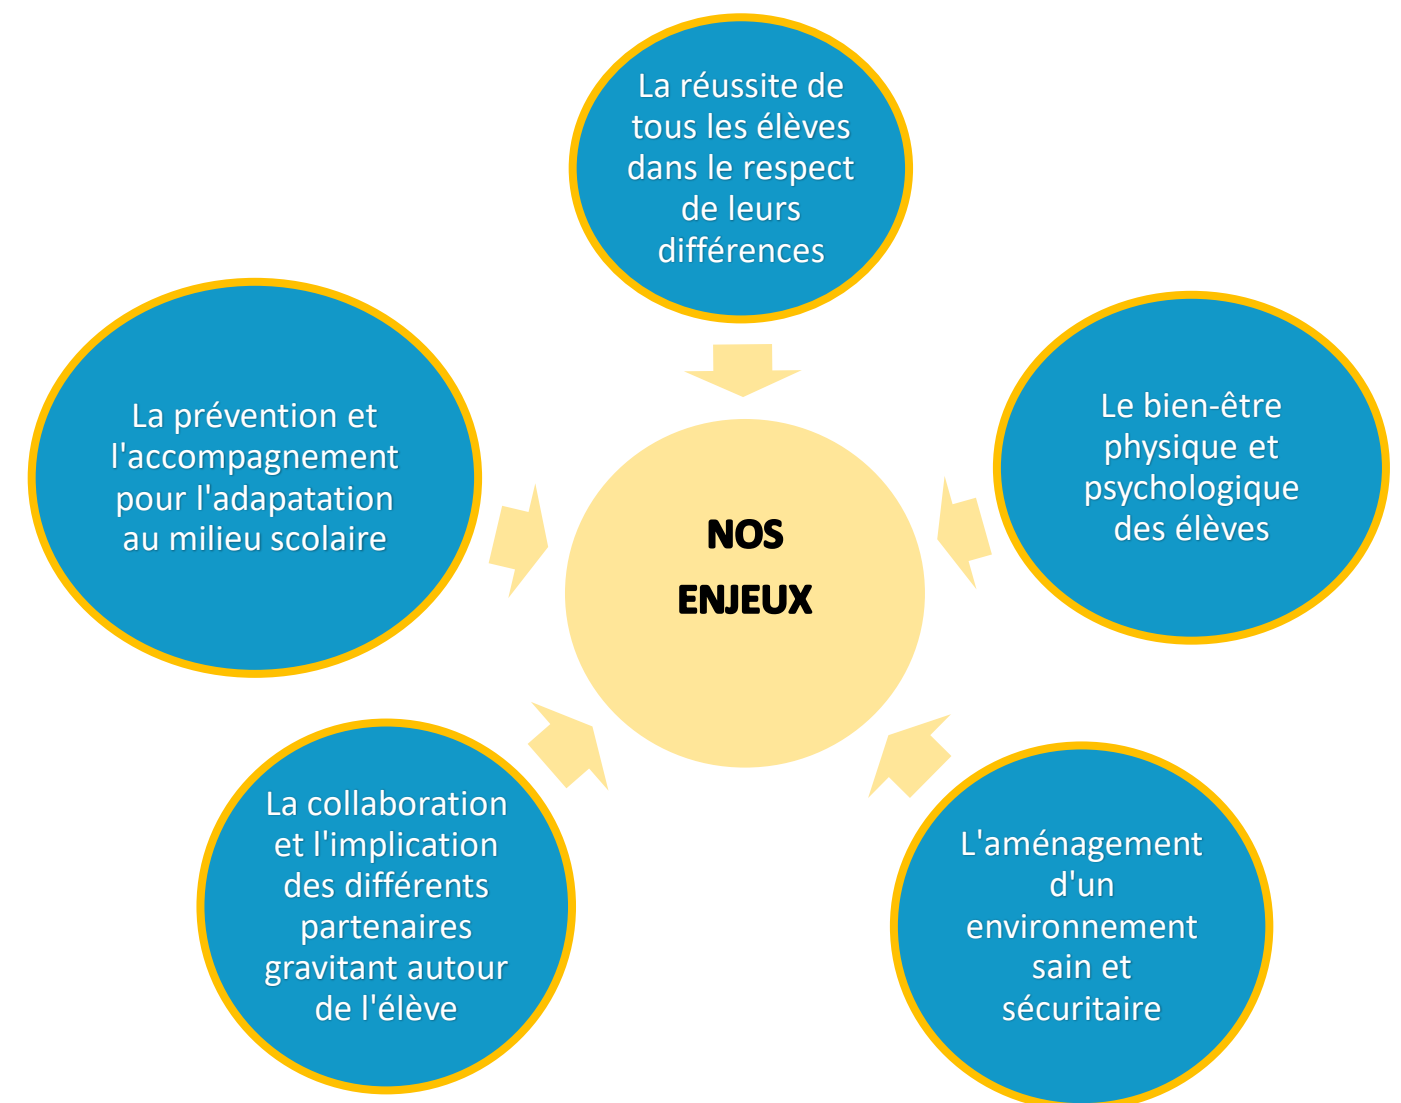 La réussite de
tous les élèves
dans le respect
de leurs
différences
Le bien-être
physique et
psychologique
des élèves
L'aménagement
d'un
environnement
sain et
sécuritaire
La collaboration
et l'implication
des différents
partenaires
gravitant autour
de l'élève
La prévention et
l'accompagnement
pour l'adapatation
au milieu scolaire
NOS
ENJEUX